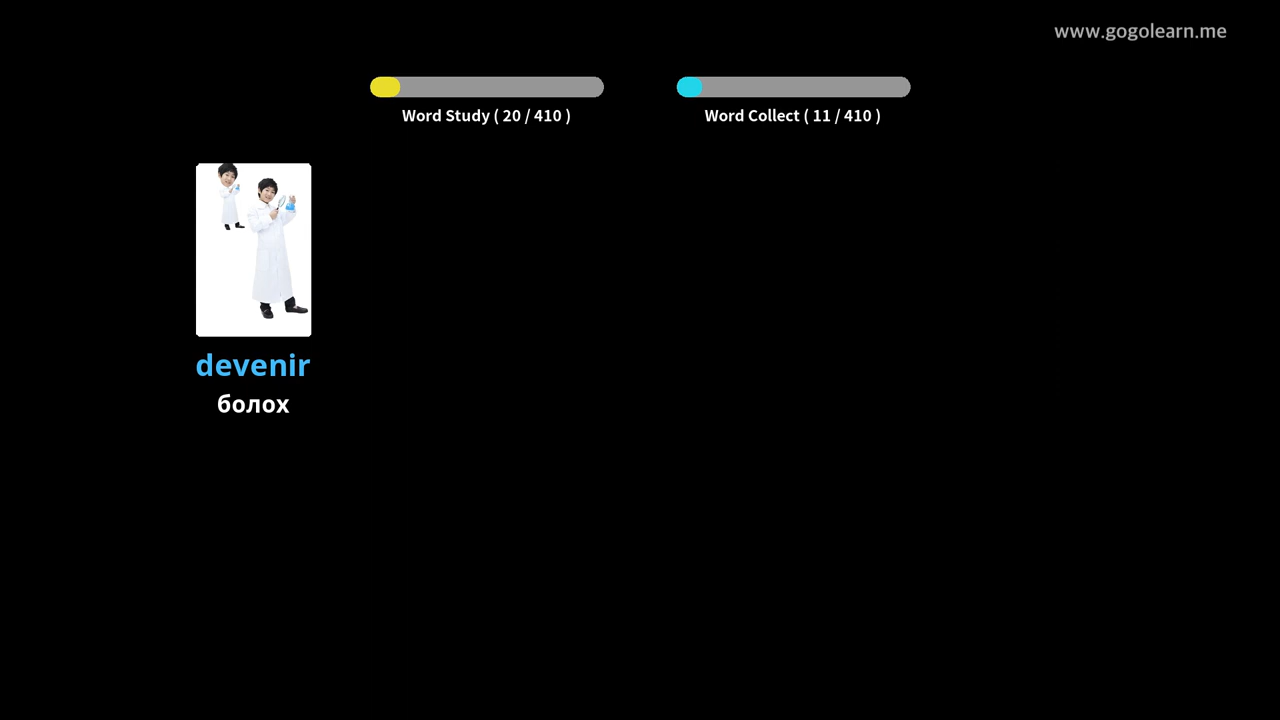 www.gogolearn.me
Word Study ( 20 / 410 )
Word Collect ( 11 / 410 )
devenir
болох